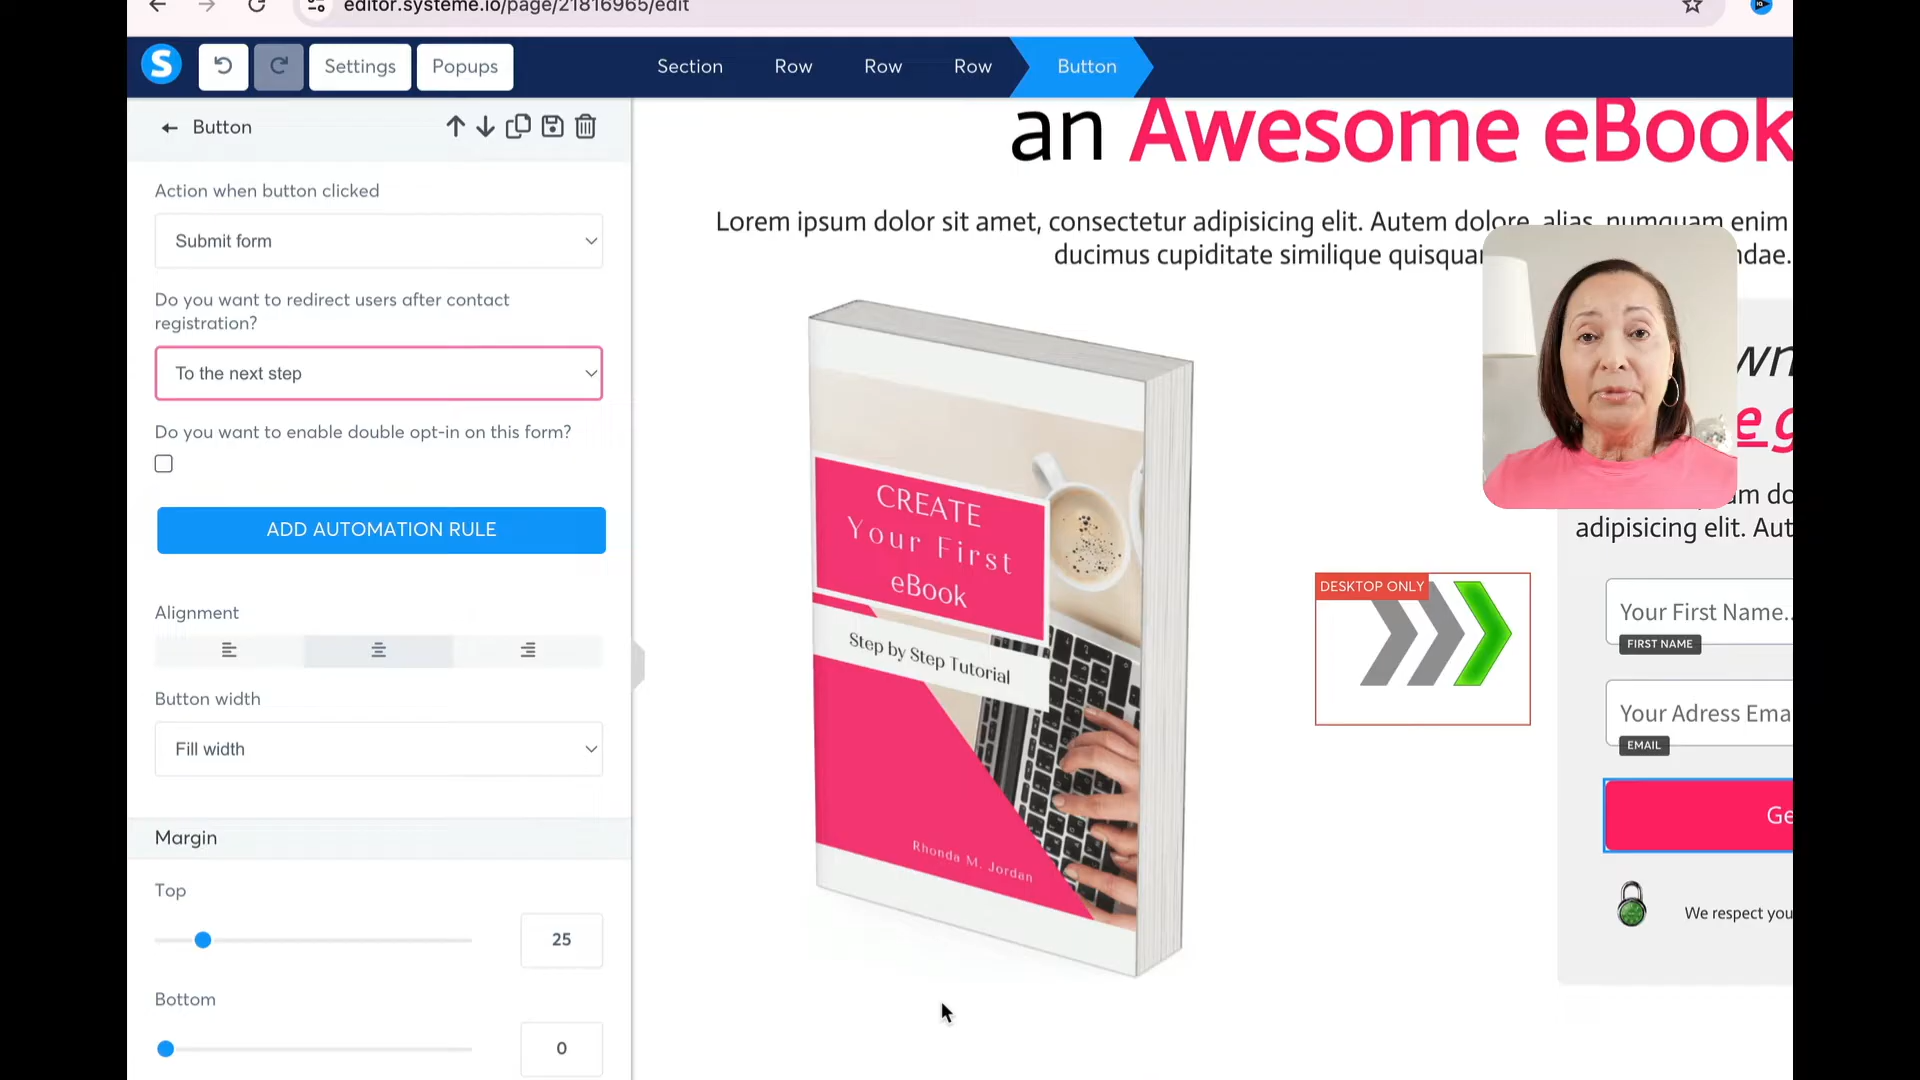 editor.systeme.io/page/21816965/edit
S
Settings
Popups
Section
Row
Row
Row
Button
Button
Action when button clicked
Submit form
Do you want to redirect users after contact
registration?
To the next step
Do you want to enable double opt-in on this form?
ADD AUTOMATION RULE
Alignment
Button width
Fill width
Margin
Top
25
Bottom
0
an Awesome eBook
Lorem ipsum dolor sit amet, consectetur adipisicing elit. Autem dolore, alias, numquam enim
ducimus cupiditate similique
CREATE
Your First
eBook
Step by Step Tutorial
Rhonda M. Jordan
DESKTOP ONLY
adipisicing elit. Aut
Your First Name..
FIRST NAME
Your Adress Ema
EMAIL
Ge
We respect you